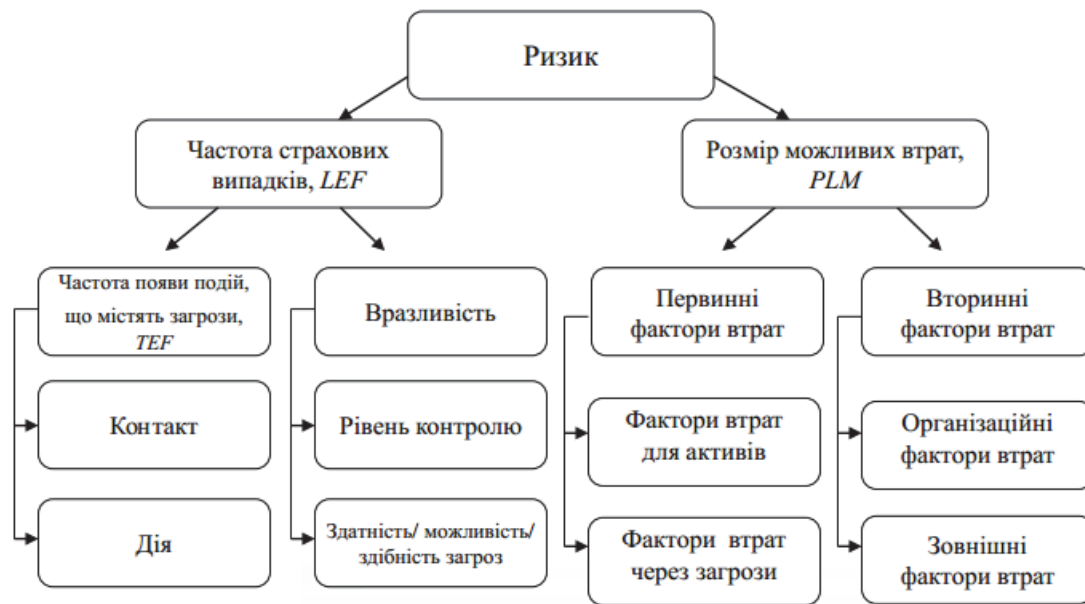 Ризик
Частота страхових
випадків, LEF
Розмір можливих втрат,
PLM
Частота появи подій,
що містять загрози,
TEF
Вразливість
Первинні
фактори втрат
Вторинні
фактори втрат
Контакт
Рівень контролю
Фактори втрат
для активів
Організаційні
фактори втрат
Дія
Здатність/ можливість/
здібність загроз
Фактори втрат
через загрози
Зовнішні
фактори втрат